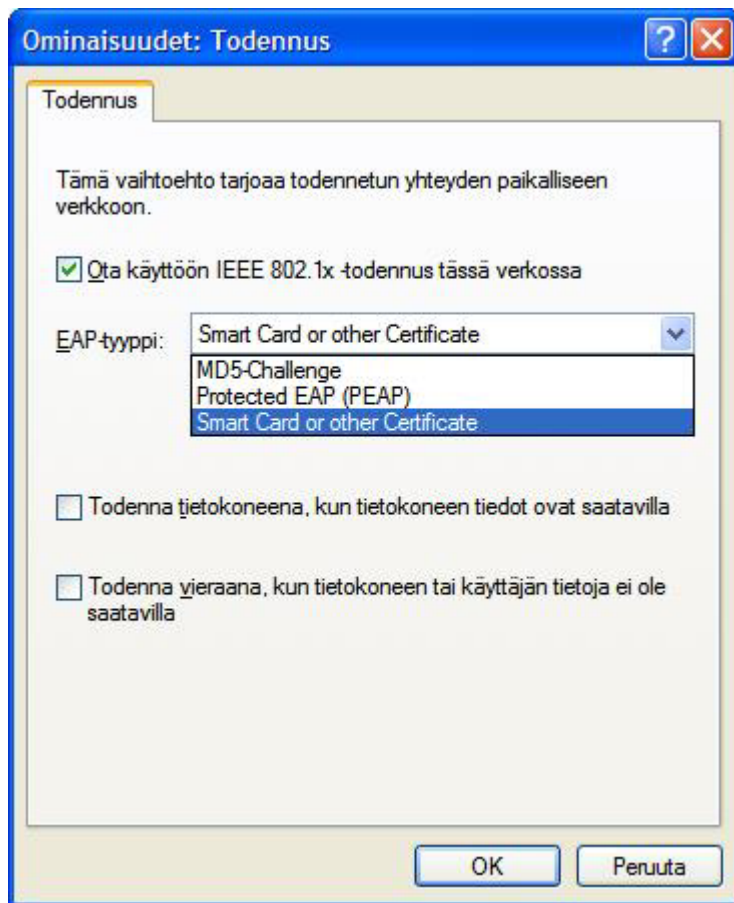 Ominaisuudet: Todennus
Todennus
Tämä vaihtoehto tarjoaa todennetun yhteyden paikalliseen
verkkoon.
Ota käyttöön IEEE 802.1x -todennus tässä verkossa
EAP-tyyppi: Smart Card or other Certificate
MD5-Challenge
Protected EAP (PEAP)
Smart Card or other Certificate
Todenna tietokoneena, kun tietokoneen tiedot ovat saatavilla
Todenna vieraana, kun tietokoneen tai käyttäjän tietoja ei ole
saatavilla
OK Peruuta